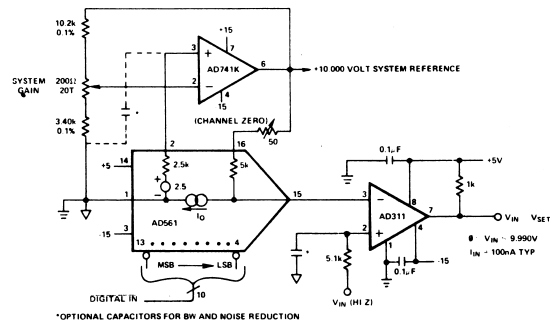 10.2k
0.1%
+15
3
+
7
AD741K
6
+10 000 VOLT SYSTEM REFERENCE
SYSTEM
GAIN
200Ω
20T
2
−
4
15
(CHANNEL ZERO)
3.40k
0.1%
*
2
16
50
+5
14
2.5k
5k
0.1µF
+5V
1k
+
2.5
−
1
IO
15
3
−
8
AD311
7
VIN VSET
AD561
-15
3
13
4
2
+
1
4
-15
0 VIN 9.990V
IIN 100nA TYP
MSB
LSB
*
5.1k
0.1µF
DIGITAL IN
10
VIN (HI Z)
*OPTIONAL CAPACITORS FOR BW AND NOISE REDUCTION